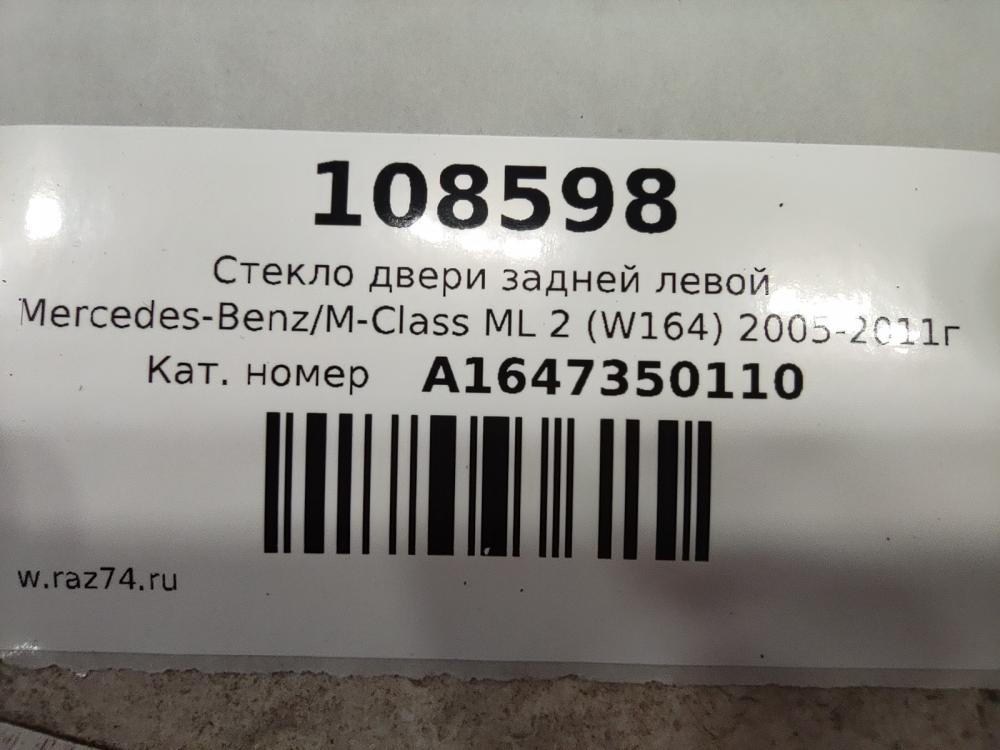 108598
Стекло двери задней левой
Mercedes-Benz/M-Class ML 2 (W164) 2005-2011г
Кат. номер A1647350110
w.raz74.ru